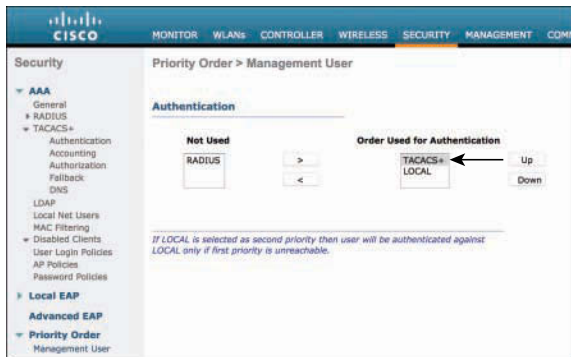 CISCO
MONITOR WLANs CONTROLLER WIRELESS SECURITY MANAGEMENT COMM
Security
AAA
General
RADIUS
TACACS+
Authentication
Accounting
Authorization
Fallback
DNS
LDAP
Local Net Users
MAC Filtering
Disabled Clients
User Login Policies
AP Policies
Password Policies
Local EAP
Advanced EAP
Priority Order
Management User
Priority Order > Management User
Authentication
Not Used
RADIUS
>
<
Order Used for Authentication
TACACS+
LOCAL
Up
Down
If LOCAL is selected as second priority then user will be authenticated against
LOCAL only if first priority is unreachable.